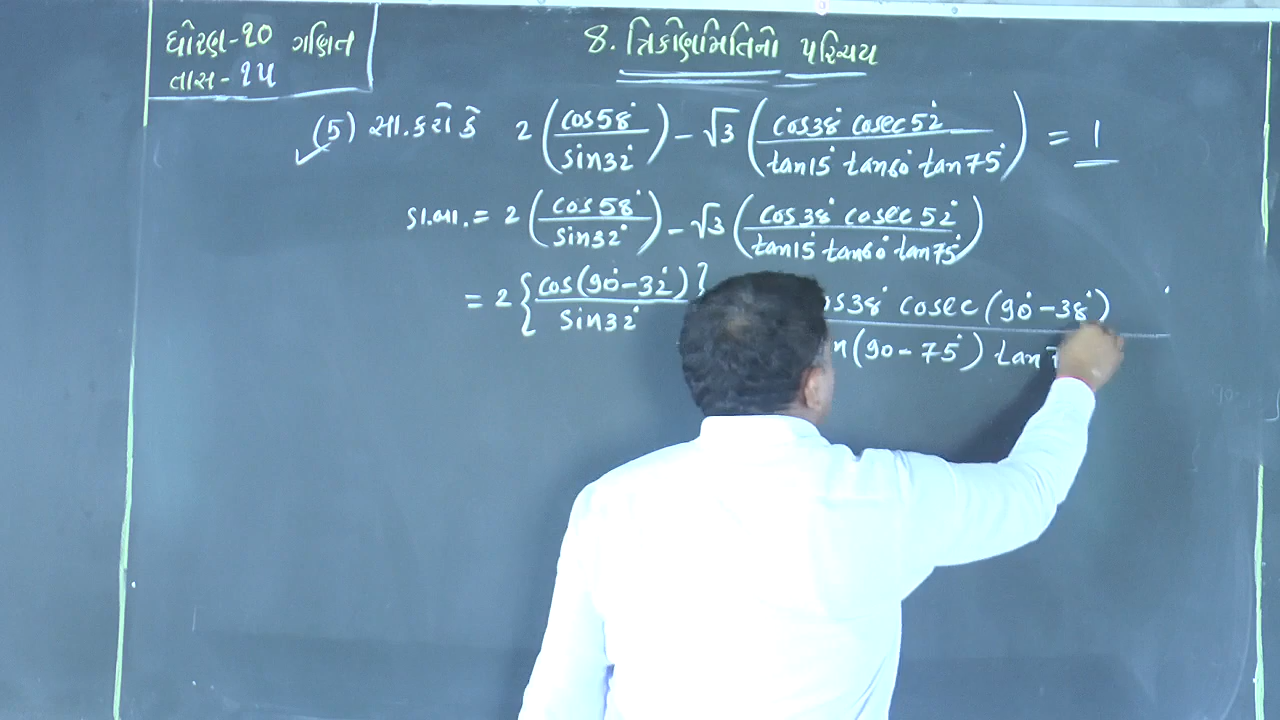 ધોરણ-૧૦ ગણિત
તાસ-૧૫
8. ત્રિકોણમિતિનો પરિચય
(5) સા.કરો કે 2 (cos58°/sin32°) - √3 (cos38° cosec52°/tan15° tan60° tan75°) = 1
ડા.બા. = 2 (cos58°/sin32°) - √3 (cos38° cosec52°/tan15° tan60° tan75°)
= 2 {cos(90°-32°)/sin32°} os38° cosec(90°-38°)/n(90-75°) tan